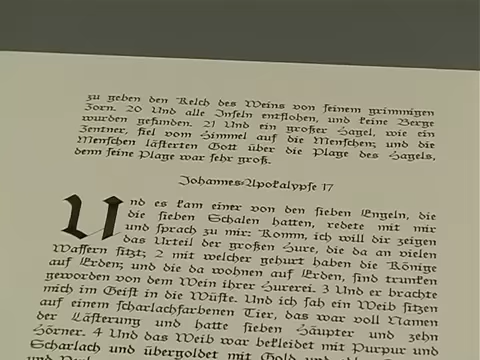 zu geben den Kelch des Weins von seinem grimmigen
Zorn. 20 Und alle Inseln entflohen, und keine Berge
wurden gefunden. 21 Und ein großer Hagel, wie ein
Zentner, fiel vom Himmel auf die Menschen; und die
Menschen lästerten Gott über die Plage des Hagels,
denn seine Plage war sehr groß.
Johannes-Apokalypse 17
Und es kam einer von den sieben Engeln, die
die sieben Schalen hatten, redete mit mir
und sprach zu mir: Komm, ich will dir zeigen
das Urteil der großen Hure, die da an vielen
Wassern sitzt; 2 mit welcher gehurt haben die Könige
auf Erden; und die da wohnen auf Erden, sind trunken
geworden von dem Wein ihrer Hurerei. 3 Und er brachte
mich im Geist in die Wüste. Und ich sah ein Weib sitzen
auf einem scharlachfarbenen Tier, das war voll Namen
der Lästerung und hatte sieben Häupter und zehn
Hörner. 4 Und das Weib war bekleidet mit Purpur und
Scharlach und übergoldet mit Gold und